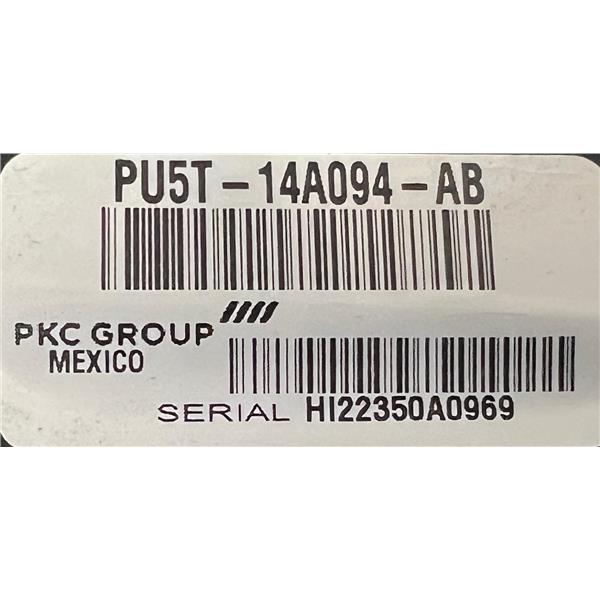 PU5T-14A094-AB
PKC GROUP
MEXICO
SERIAL HI22350A0969